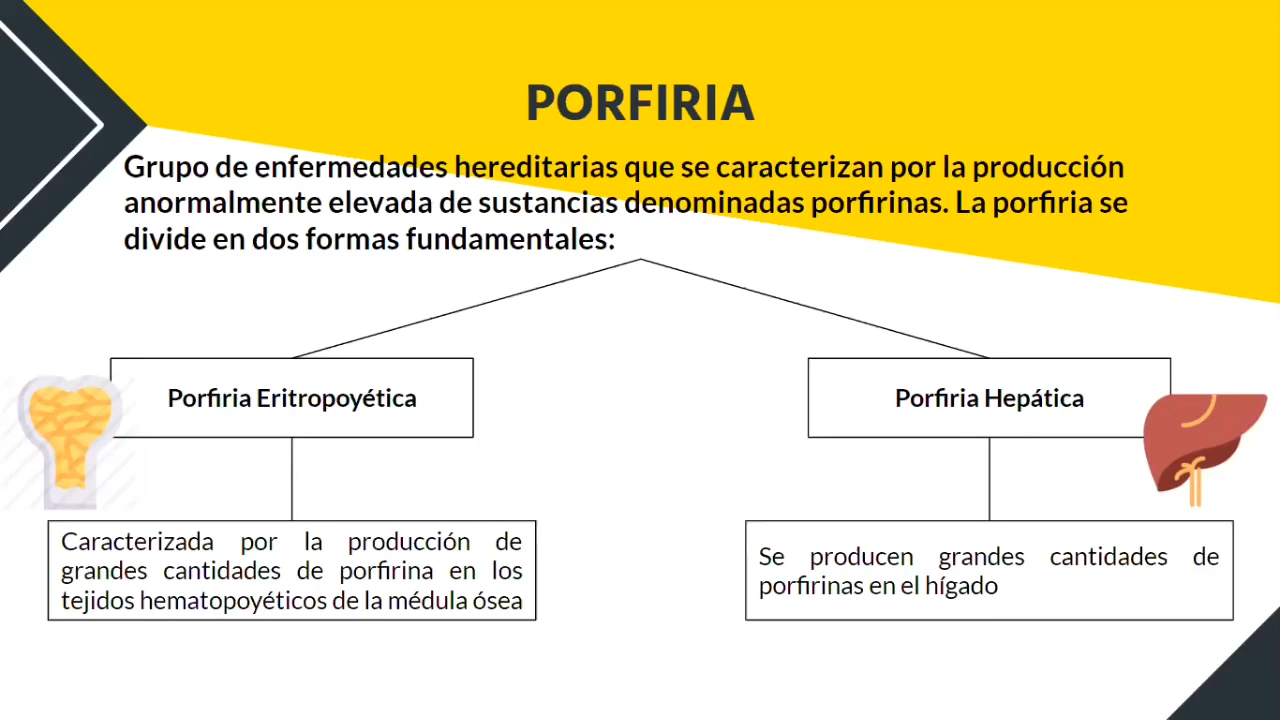 PORFIRIA
Grupo de enfermedades hereditarias que se caracterizan por la producción
anormalmente elevada de sustancias denominadas porfirinas. La porfiria se
divide en dos formas fundamentales:
Porfiria Eritropoyética
Porfiria Hepática
Caracterizada por la producción de
grandes cantidades de porfirina en los
tejidos hematopoyéticos de la médula ósea
Se producen grandes cantidades de
porfirinas en el hígado